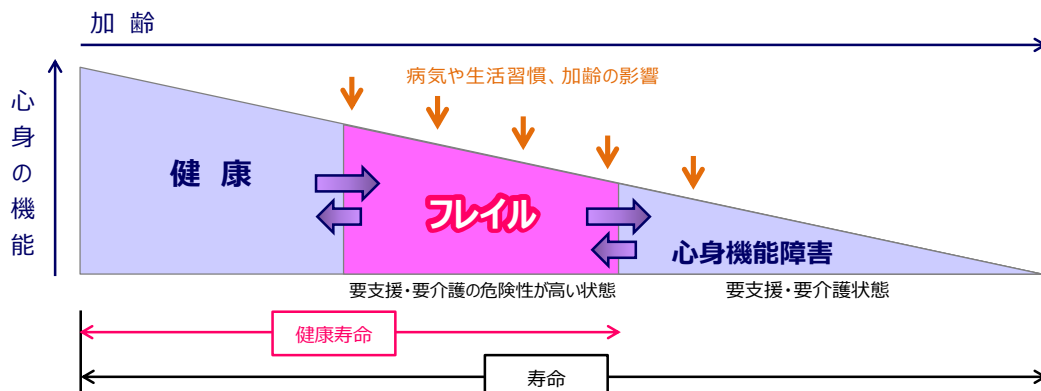 加 齢
病気や生活習慣、加齢の影響
心身の機能
健 康
フレイル
心身機能障害
要支援・要介護の危険性が高い状態
要支援・要介護状態
健康寿命
寿命